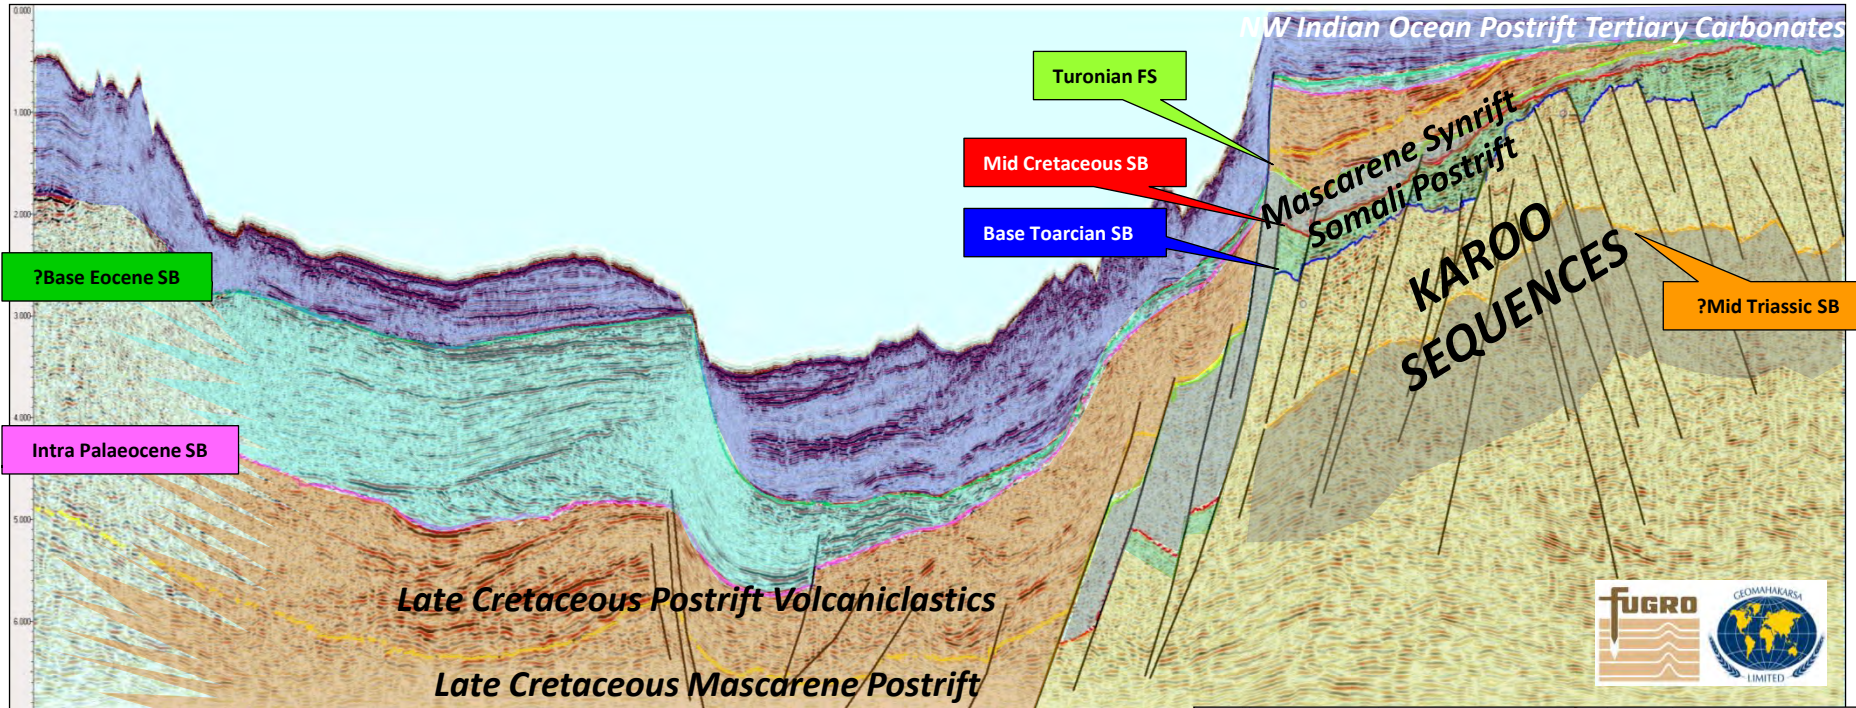 0.000
NW Indian Ocean Postrift Tertiary Carbonates
Turonian FS
1.000
Mid Cretaceous SB
Mascarene Synrift
Somali Postrift
2.000
Base Toarcian SB
?Base Eocene SB
KAROO
SEQUENCES
?Mid Triassic SB
3.000
4.000
Intra Palaeocene SB
5.000
Late Cretaceous Postrift Volcaniclastics
6.000
Late Cretaceous Mascarene Postrift
FUGRO
GEOMAHAKARSA
LIMITED